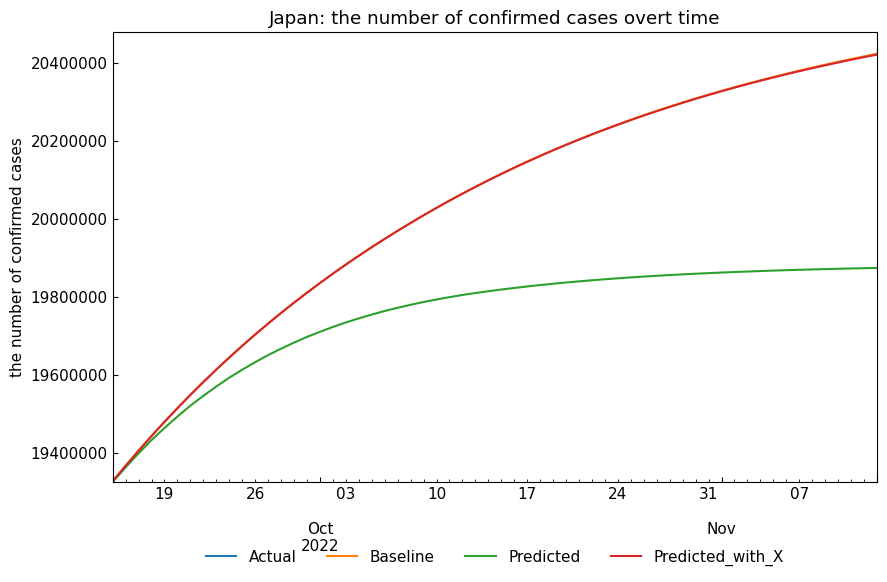 Japan: the number of confirmed cases overt time
the number of confirmed cases
20400000
20200000
20000000
19800000
19600000
19400000
19 26 03 10 17 24 31 07
Oct Nov
2022
Actual Baseline Predicted Predicted_with_X